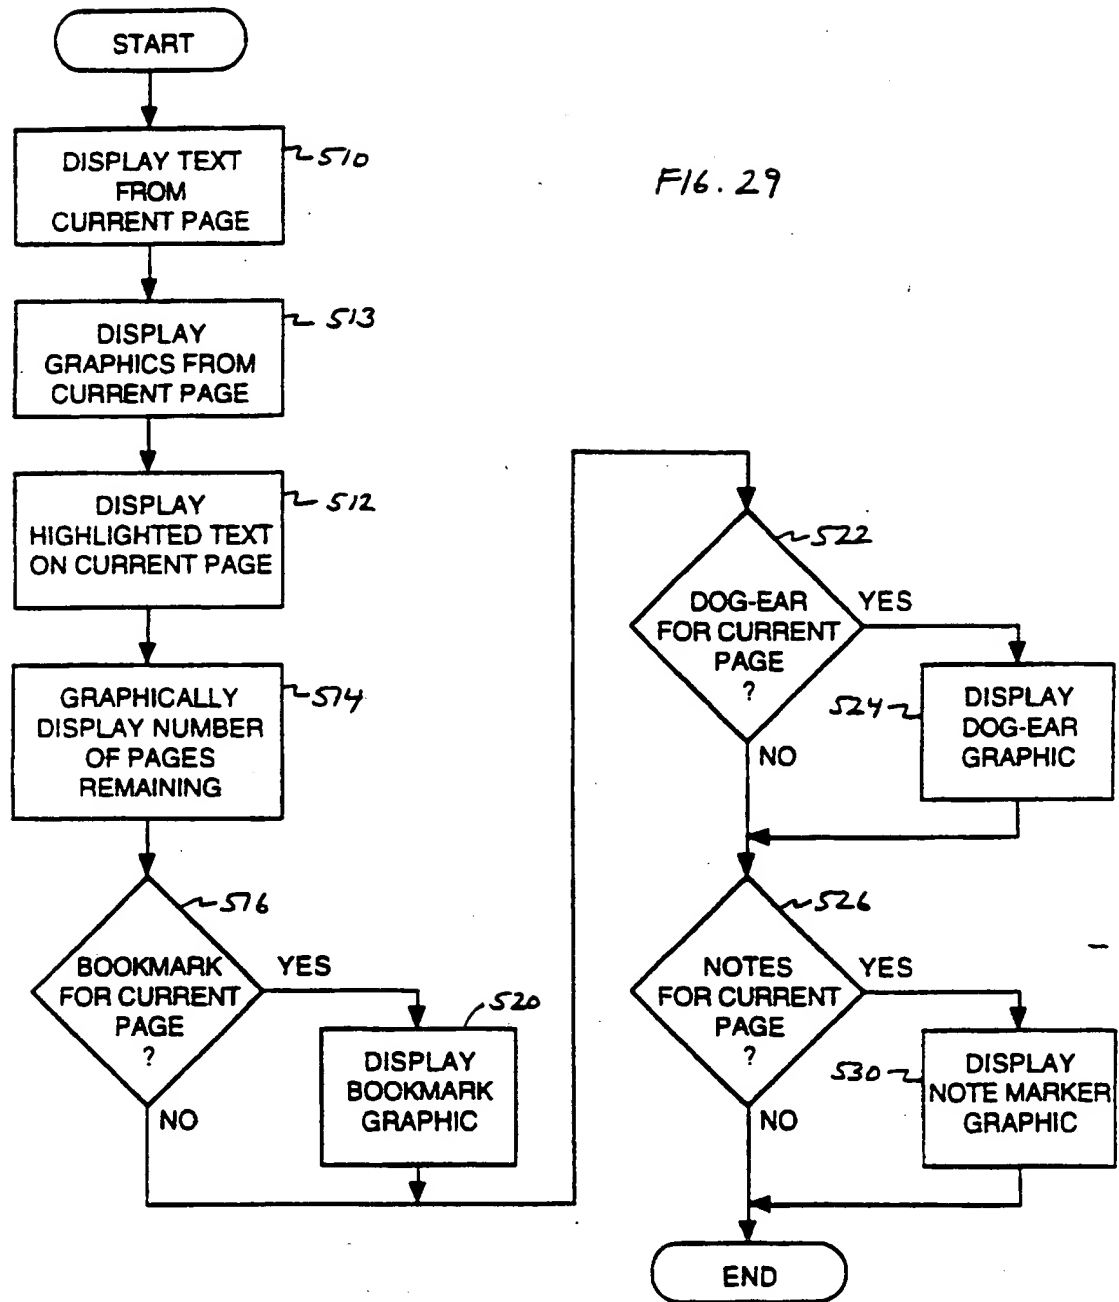 START
DISPLAY TEXT
FROM
CURRENT PAGE
510
FIG. 29
DISPLAY
GRAPHICS FROM
CURRENT PAGE
513
DISPLAY
HIGHLIGHTED TEXT
ON CURRENT PAGE
512
GRAPHICALLY
DISPLAY NUMBER
OF PAGES
REMAINING
514
BOOKMARK
FOR CURRENT
PAGE
?
516
YES
NO
520
DISPLAY
BOOKMARK
GRAPHIC
DOG-EAR
FOR CURRENT
PAGE
?
522
YES
NO
524
DISPLAY
DOG-EAR
GRAPHIC
NOTES
FOR CURRENT
PAGE
?
526
YES
NO
530
DISPLAY
NOTE MARKER
GRAPHIC
END